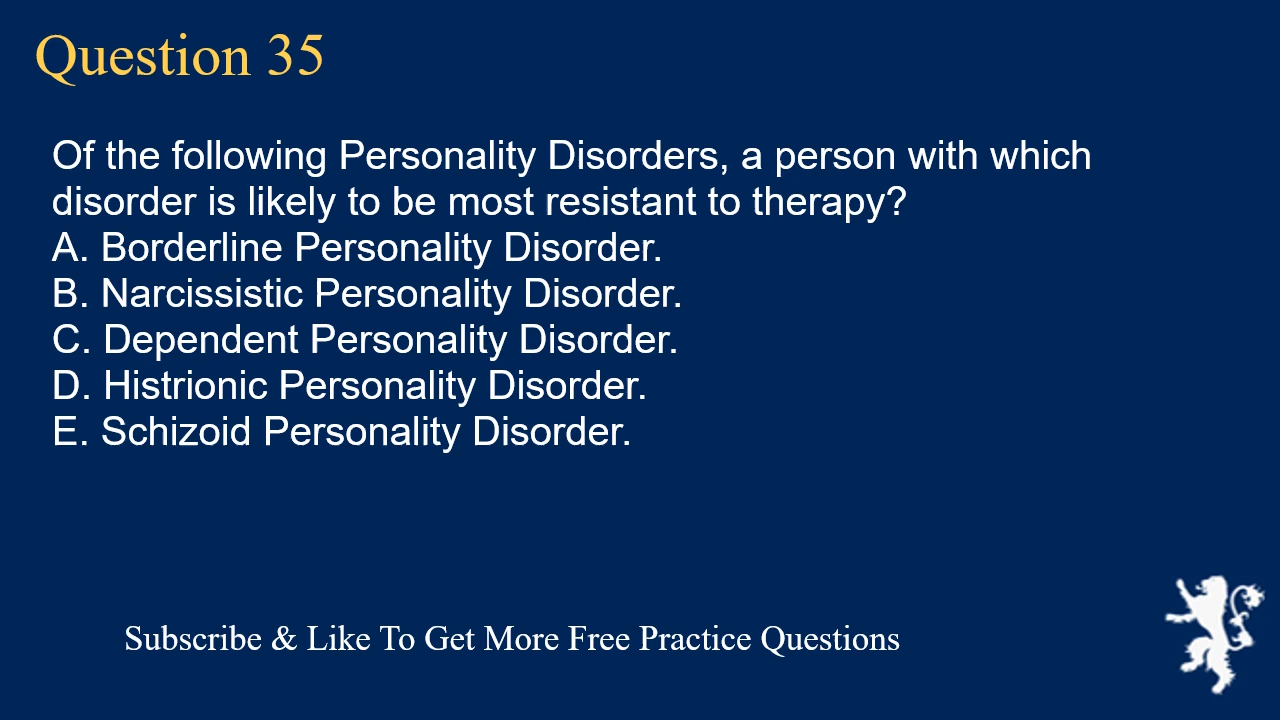 Question 35
Of the following Personality Disorders, a person with which
disorder is likely to be most resistant to therapy?
A. Borderline Personality Disorder.
B. Narcissistic Personality Disorder.
C. Dependent Personality Disorder.
D. Histrionic Personality Disorder.
E. Schizoid Personality Disorder.
Subscribe & Like To Get More Free Practice Questions